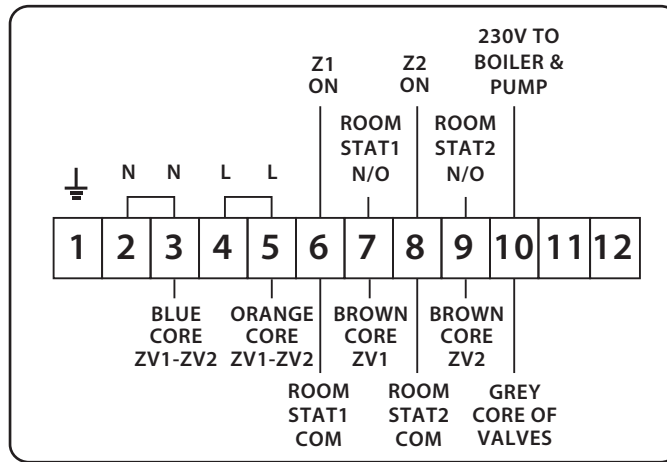 Z1
ON
Z2
ON
230V TO
BOILER &
PUMP
ROOM
STAT1
N/O
ROOM
STAT2
N/O
N N L L
1 2 3 4 5 6 7 8 9 10 11 12
BLUE
CORE
ZV1-ZV2
ORANGE
CORE
ZV1-ZV2
BROWN
CORE
ZV1
BROWN
CORE
ZV2
ROOM
STAT1
COM
ROOM
STAT2
COM
GREY
CORE OF
VALVES